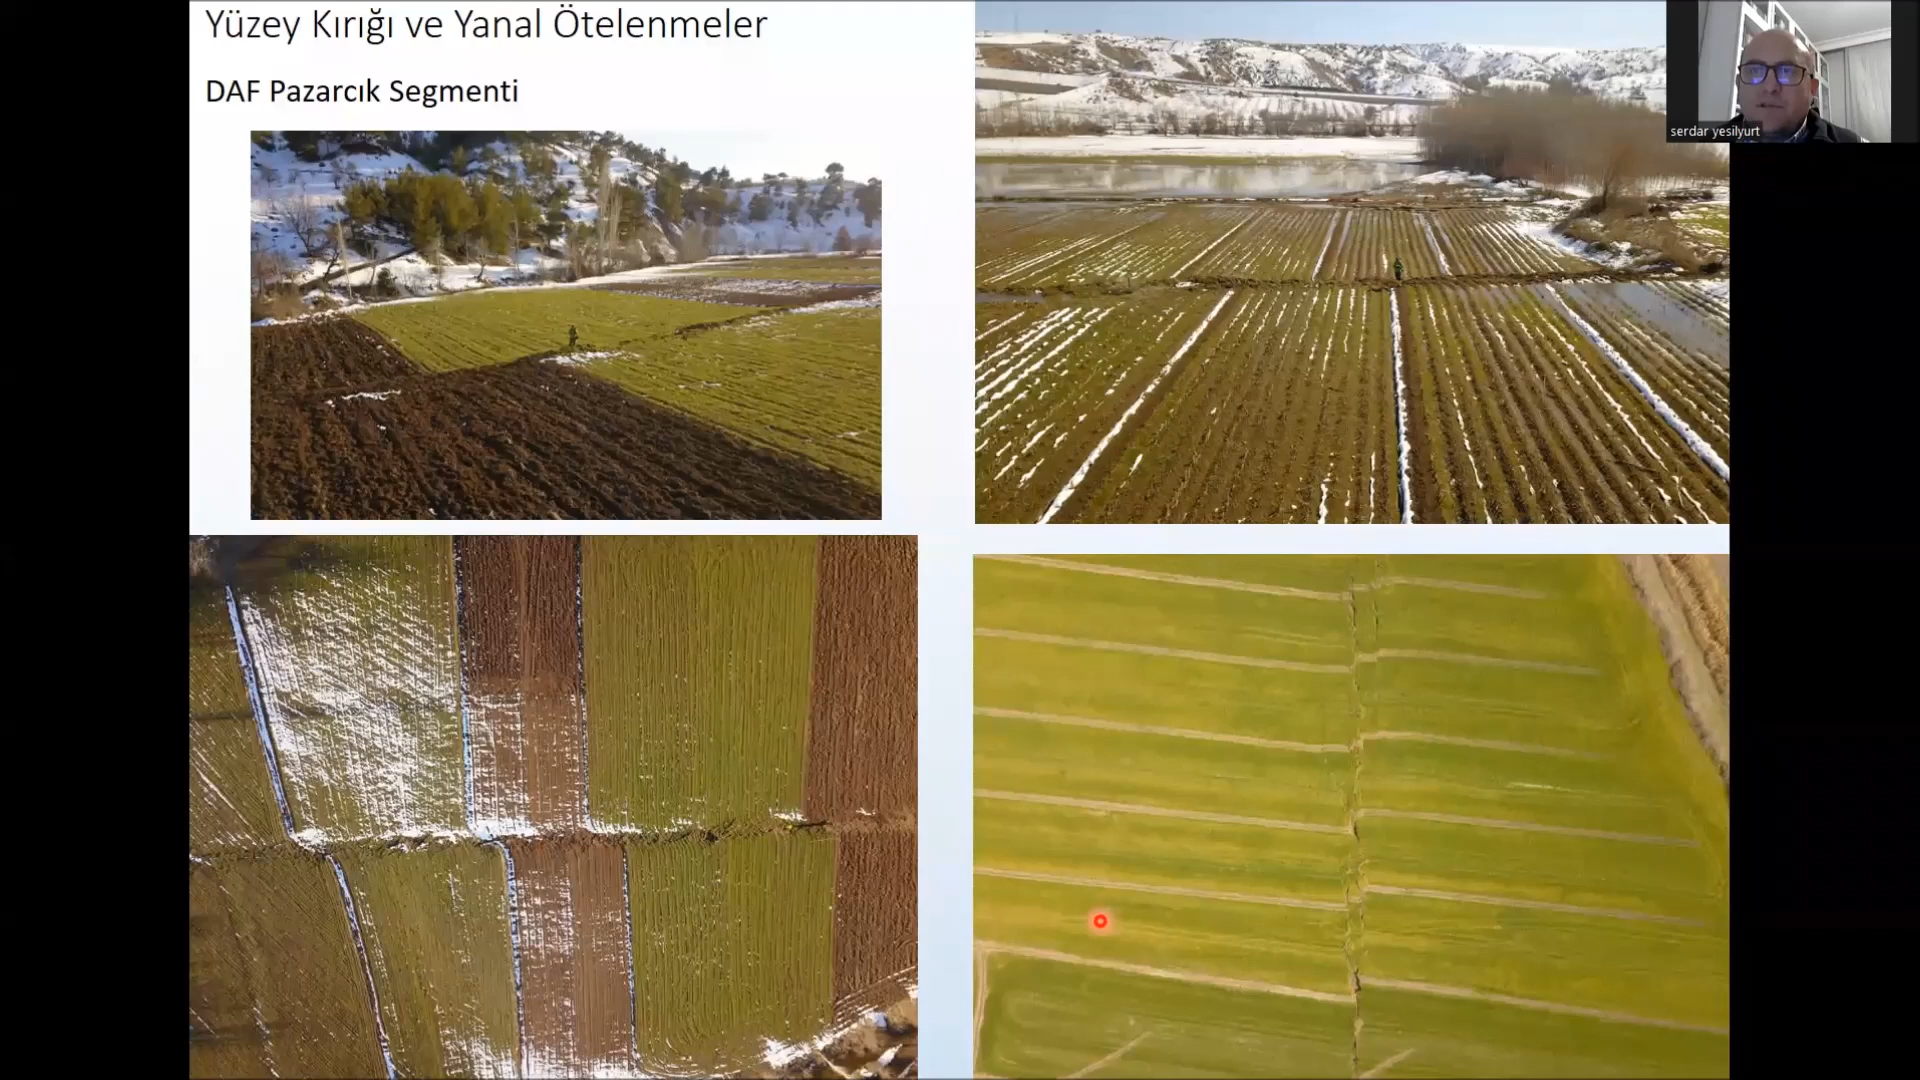 Yüzey Kırığı ve Yanal Ötelenmeler
DAF Pazarcık Segmenti
serdar yesilyurt